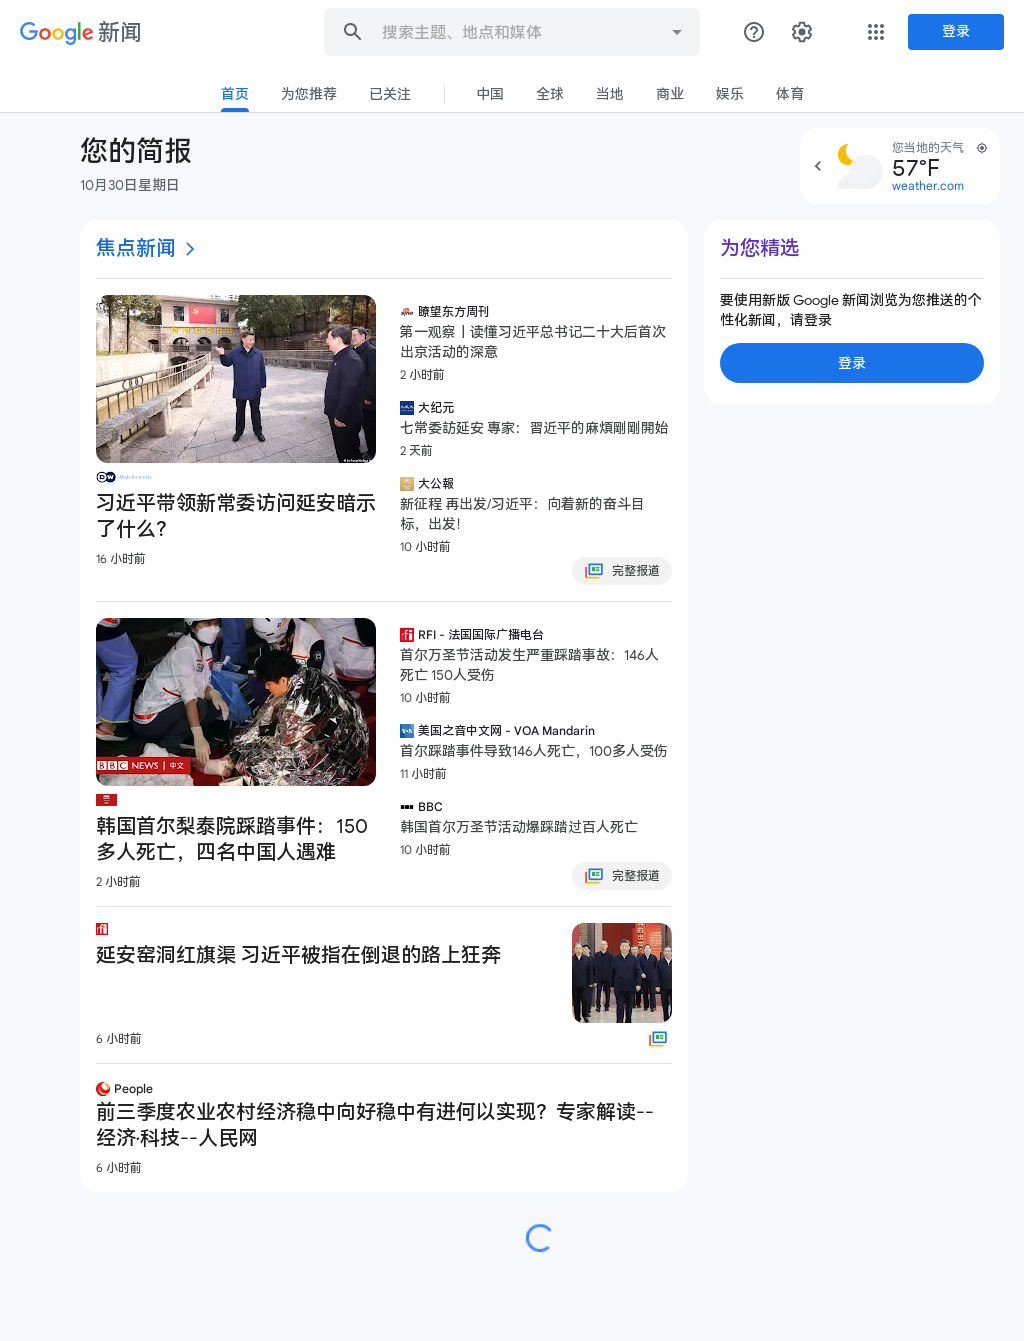 Google 新闻
搜索主题、地点和媒体
登录
首页 为您推荐 已关注 中国 全球 当地 商业 娱乐 体育
您的简报
10月30日星期日
您当地的天气
57°F
weather.com
焦点新闻
DW Made for minds
习近平带领新常委访问延安暗示
了什么?
16 小时前
瞭望东方周刊
第一观察丨读懂习近平总书记二十大后首次
出京活动的深意
2 小时前
大纪元
七常委訪延安 專家：習近平的麻煩剛剛開始
2 天前
大公報
新征程 再出发/习近平：向着新的奋斗目
标，出发!
10 小时前
完整报道
BBC NEWS | 中文
韩国首尔梨泰院踩踏事件：150
多人死亡，四名中国人遇难
2 小时前
RFI - 法国国际广播电台
首尔万圣节活动发生严重踩踏事故：146人
死亡 150人受伤
10 小时前
VOA
美国之音中文网 - VOA Mandarin
首尔踩踏事件导致146人死亡，100多人受伤
11 小时前
BBC
韩国首尔万圣节活动爆踩踏过百人死亡
10 小时前
完整报道
延安窑洞红旗渠 习近平被指在倒退的路上狂奔
6 小时前
People
前三季度农业农村经济稳中向好稳中有进何以实现？专家解读--
经济·科技--人民网
6 小时前
为您精选
要使用新版 Google 新闻浏览为您推送的个
性化新闻，请登录
登录